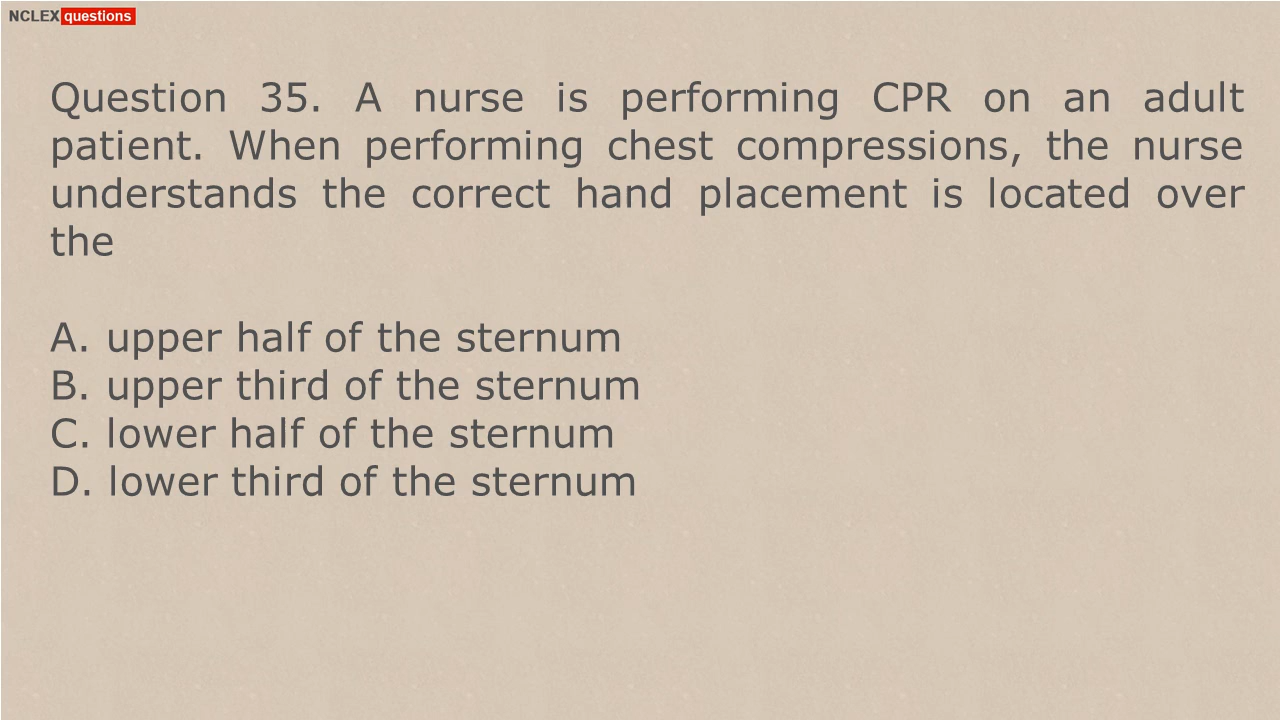 NCLEX questions
Question 35. A nurse is performing CPR on an adult
patient. When performing chest compressions, the nurse
understands the correct hand placement is located over
the
A. upper half of the sternum
B. upper third of the sternum
C. lower half of the sternum
D. lower third of the sternum